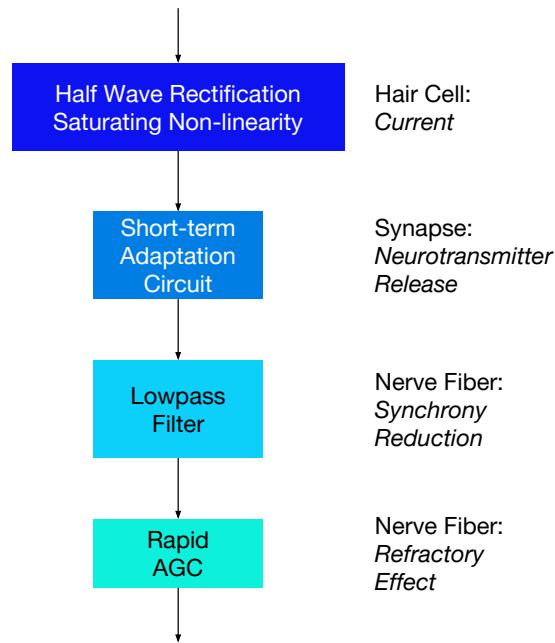 Half Wave Rectification
Saturating Non-linearity
Hair Cell:
Current
Short-term
Adaptation
Circuit
Synapse:
Neurotransmitter
Release
Lowpass
Filter
Nerve Fiber:
Synchrony
Reduction
Rapid
AGC
Nerve Fiber:
Refractory
Effect